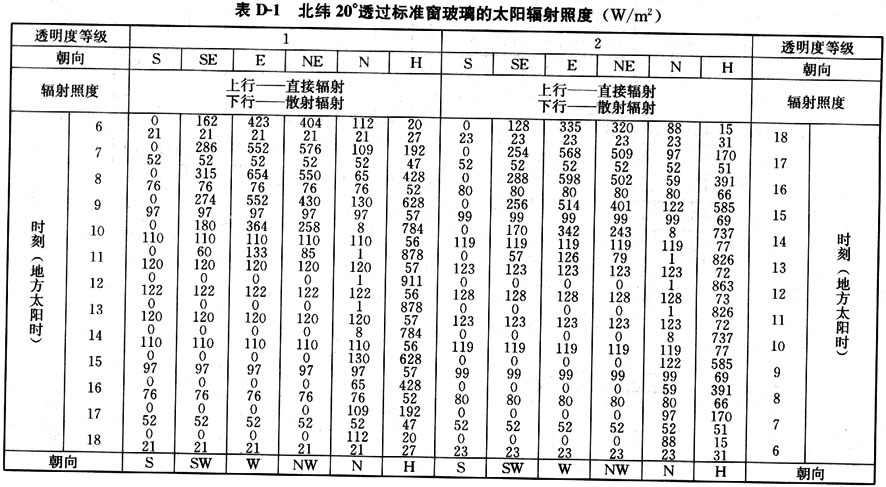 表 D-1 北纬 20°透过标准窗玻璃的太阳辐射照度（W/m²）
透明度等级 1 2 透明度等级
朝向 S SE E NE N H S SE E NE N H 朝向
辐射照度 上行——直接辐射 上行——直接辐射 辐射照度
下行——散射辐射 下行——散射辐射
时刻（地方太阳时） 时刻（地方太阳时）
6 0 162 423 404 112 20 0 128 335 320 88 15 18
21 21 21 21 21 27 23 23 23 23 23 31
7 0 286 552 576 109 192 0 254 568 509 97 170 17
52 52 52 52 52 47 52 52 52 52 52 51
8 0 315 654 550 65 428 0 288 598 502 59 391 16
76 76 76 76 76 52 80 80 80 80 80 66
9 0 274 552 430 130 628 0 256 514 401 122 585 15
97 97 97 97 97 57 99 99 99 99 99 69
10 0 180 364 258 8 784 0 170 342 243 8 737 14
110 110 110 110 110 56 119 119 119 119 119 77
11 0 60 133 85 1 878 0 57 126 79 1 826 13
120 120 120 120 120 57 123 123 123 123 123 72
12 0 0 0 0 1 911 0 0 0 0 1 863 12
122 122 122 122 122 56 128 128 128 128 128 73
13 0 0 0 0 1 878 0 0 0 0 1 826 11
120 120 120 120 120 57 123 123 123 123 123 72
14 0 0 0 0 8 784 0 0 0 0 8 737 10
110 110 110 110 110 56 119 119 119 119 119 77
15 0 0 0 0 130 628 0 0 0 0 122 585 9
97 97 97 97 97 57 99 99 99 99 99 69
16 0 0 0 0 65 428 0 0 0 0 59 391 8
76 76 76 76 76 52 80 80 80 80 80 66
17 0 0 0 0 109 192 0 0 0 0 97 170 7
52 52 52 52 52 47 52 52 52 52 52 51
18 0 0 0 0 112 20 0 0 0 0 88 15 6
21 21 21 21 21 27 23 23 23 23 23 31
朝向 S SW W NW N H S SW W NW N H 朝向